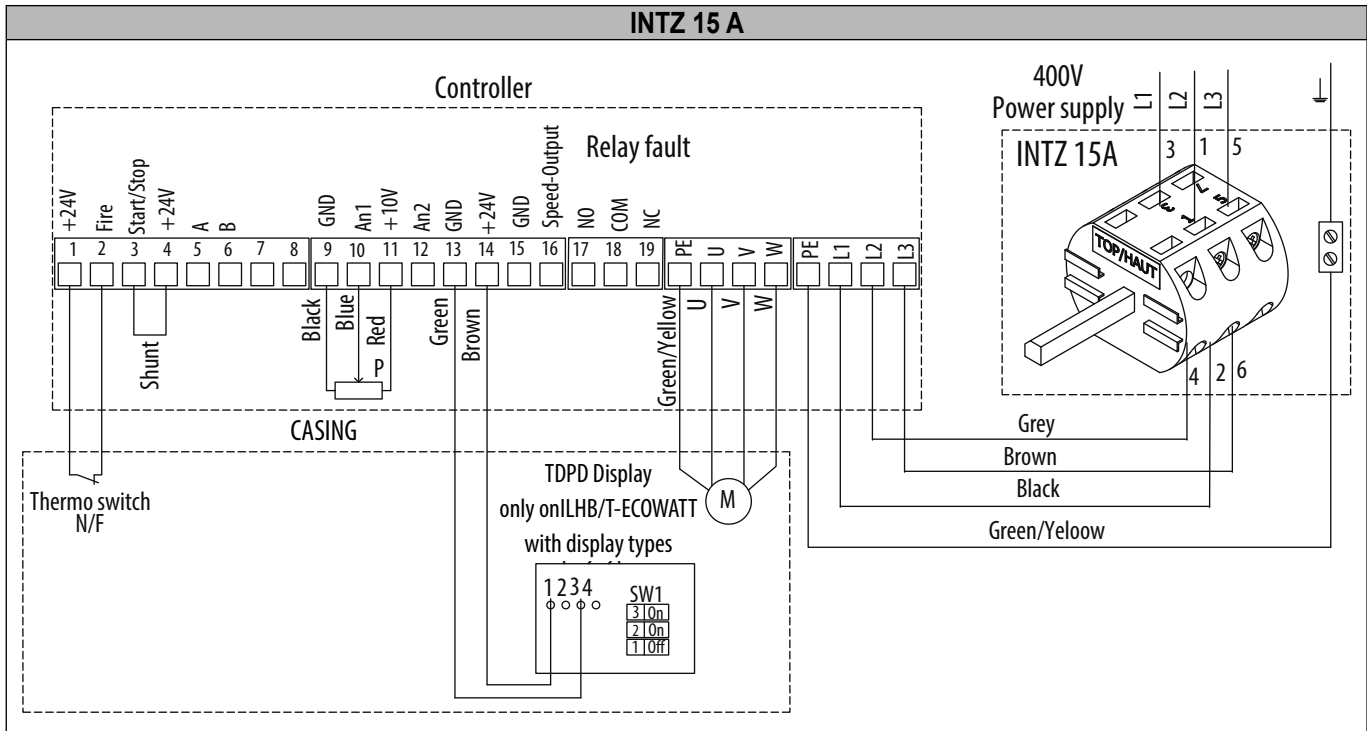 INTZ 15 A
Controller
Relay fault
+24V
Fire
Start/Stop
+24V
A
B
GND
An1
+10V
An2
GND
+24V
GND
Speed-Output
NO
COM
NC
PE
U
V
W
PE
L1
L2
L3
1 2 3 4 5 6 7 8 9 10 11 12 13 14 15 16 17 18 19
Shunt
Black
Blue
Red
P
Green
Brown
Green/Yellow
U
V
W
400V
Power supply
L1
L2
L3
INTZ 15A
3 1 5
7
3
5
1
TOP/HAUT
4 2 6
Grey
Brown
Black
Green/Yeloow
CASING
Thermo switch
N/F
TDPD Display
only onILHB/T-ECOWATT
with display types
M
1 2 3 4
SW1
3 On
2 On
1 Off